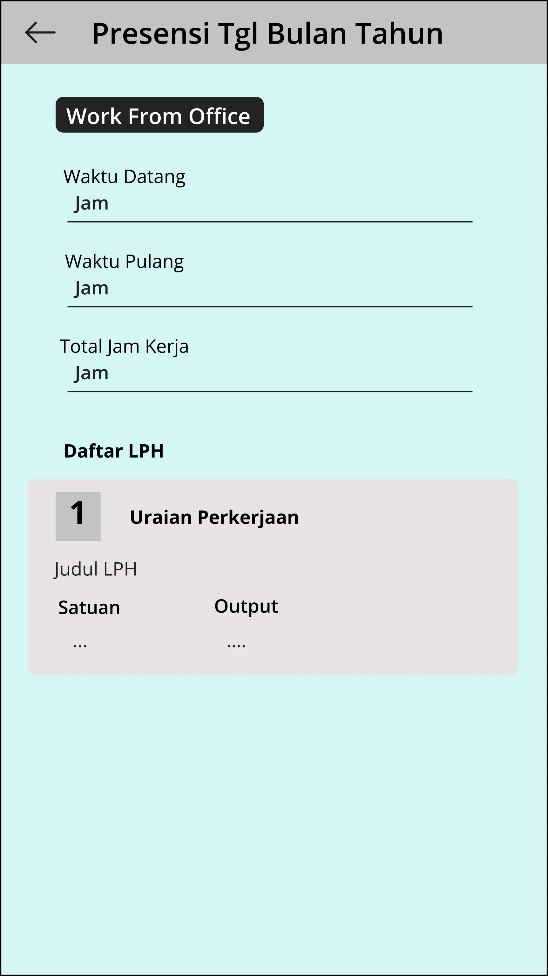 Presensi Tgl Bulan Tahun
Work From Office
Waktu Datang
Jam
Waktu Pulang
Jam
Total Jam Kerja
Jam
Daftar LPH
1 Uraian Perkerjaan
Judul LPH
Satuan Output
... ....